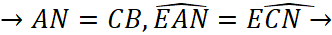 → AN = CB, \widehat{EAN} = \widehat{ECN} →